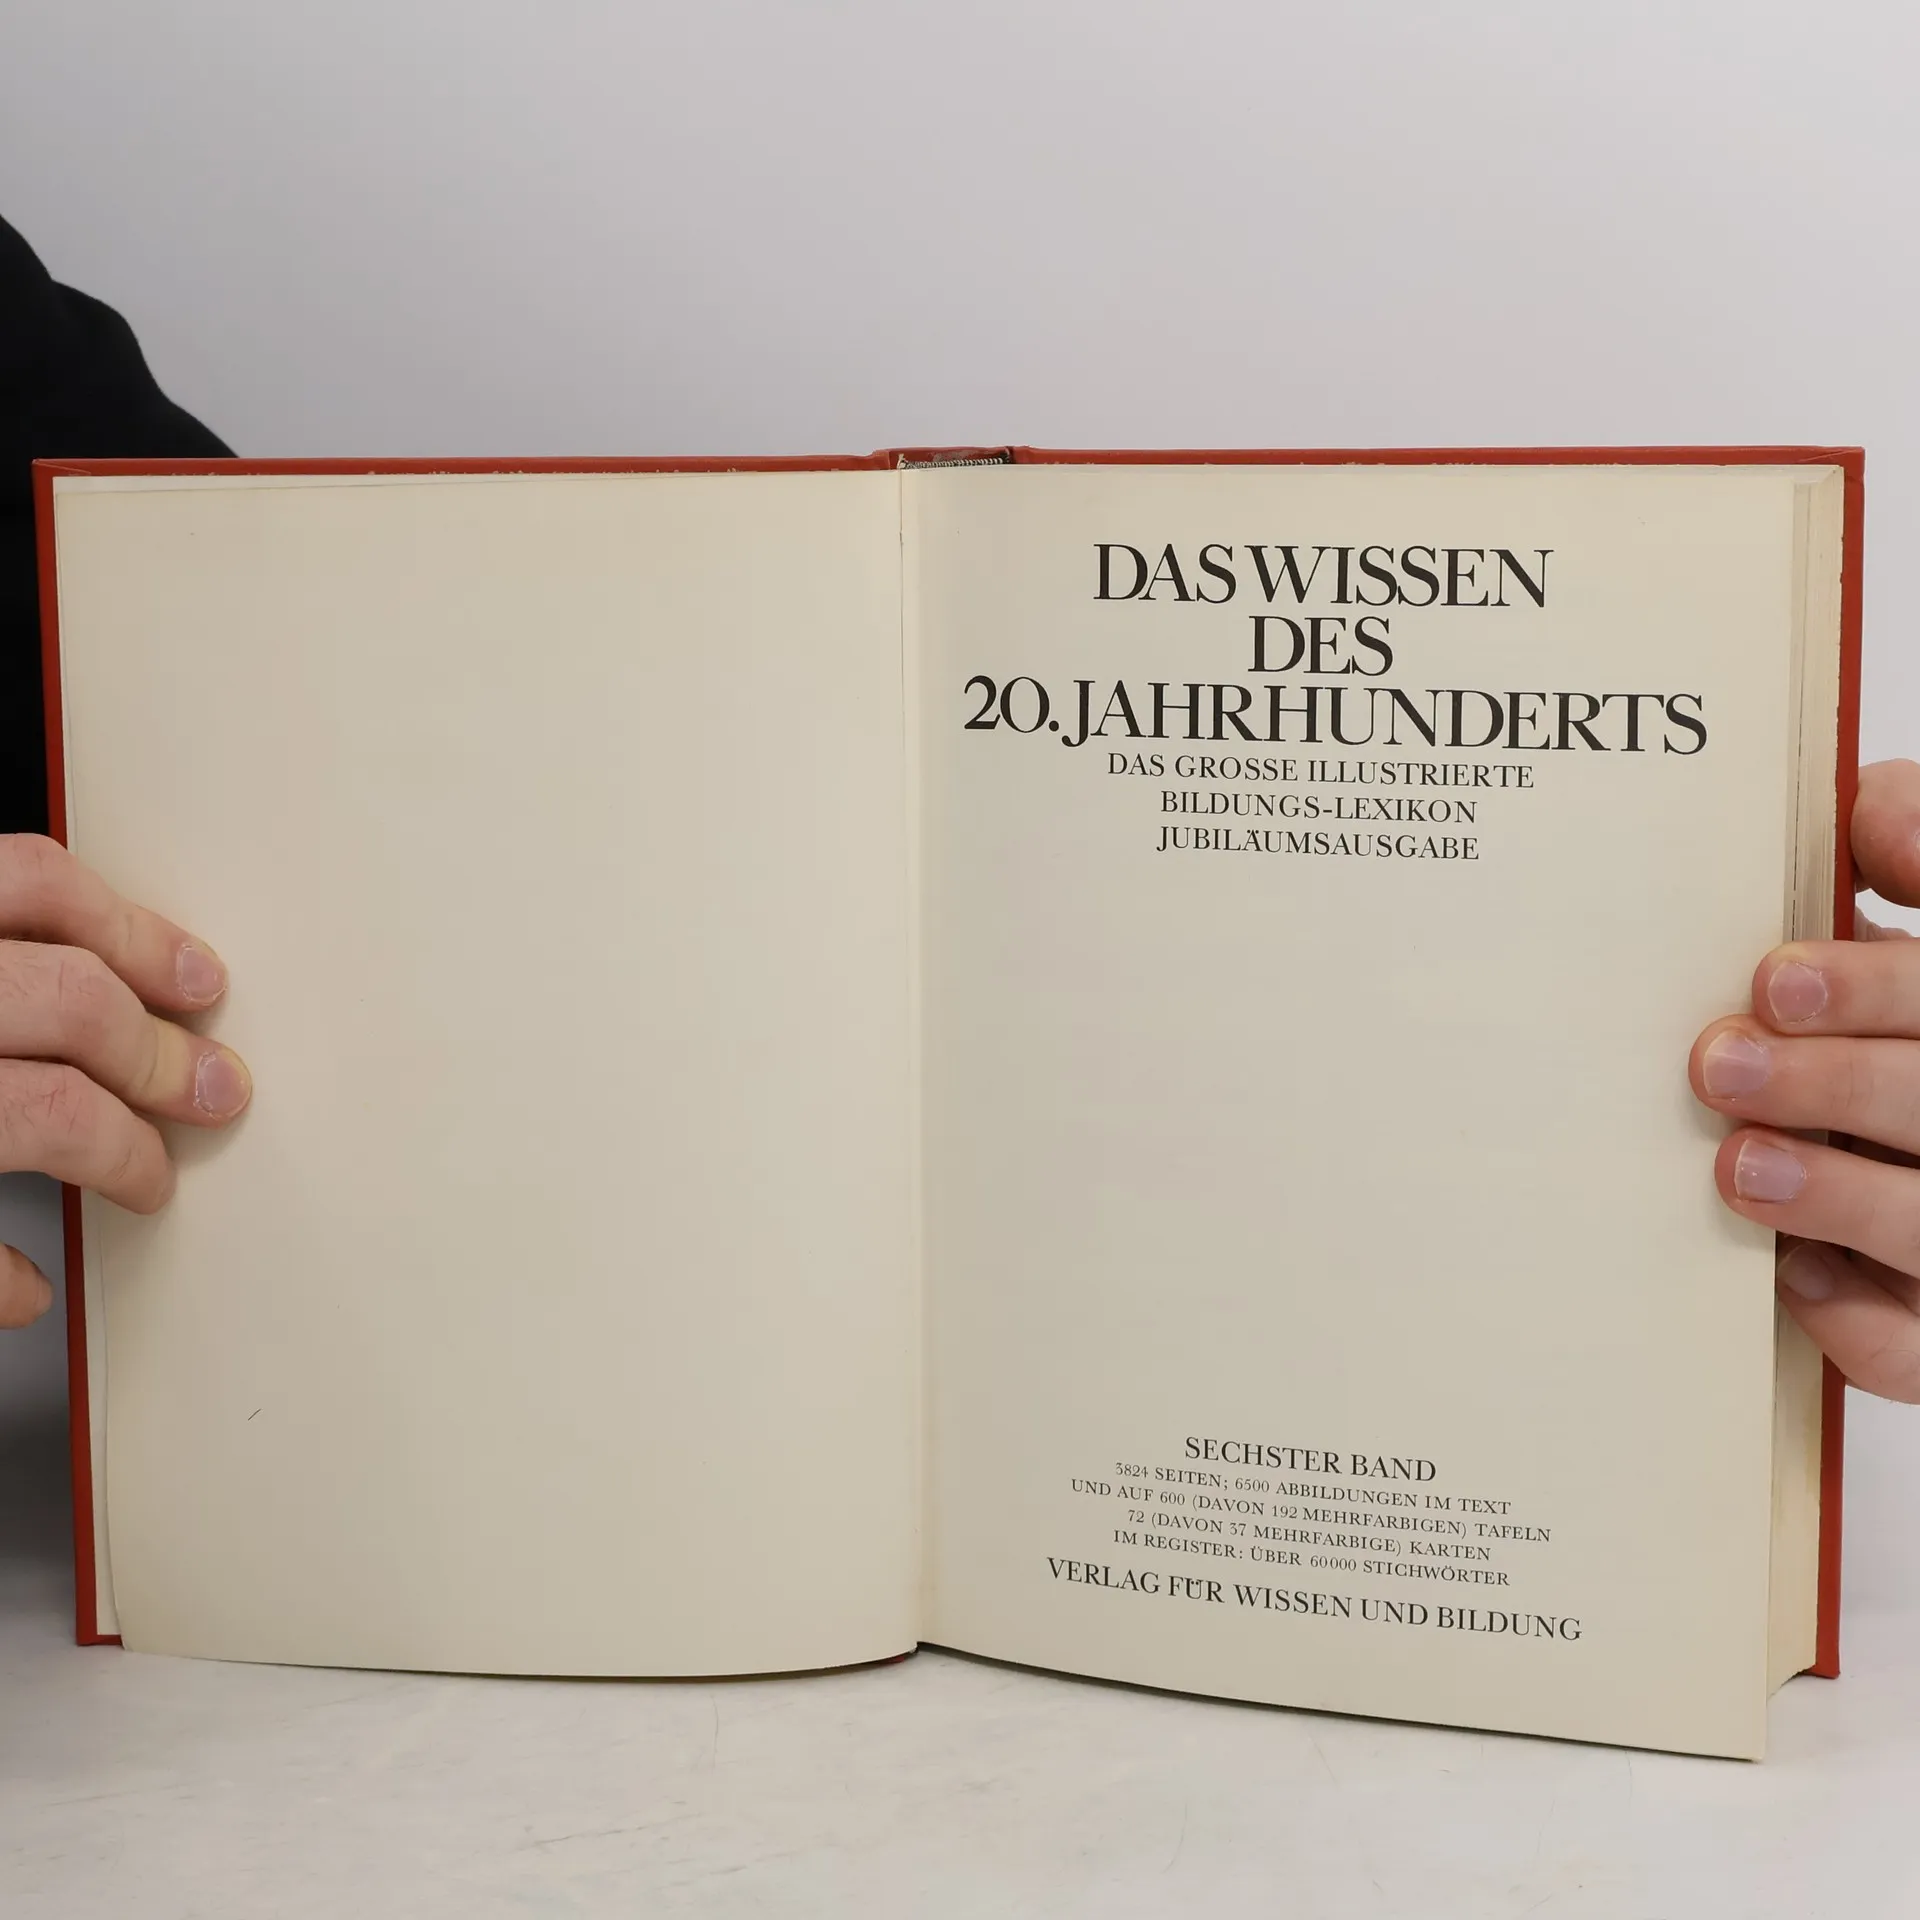 DAS WISSEN
DES
20. JAHRHUNDERTS
DAS GROSSE ILLUSTRIERTE
BILDUNGS-LEXIKON
JUBILÄUMSAUSGABE
SECHSTER BAND
3824 SEITEN; 6500 ABBILDUNGEN IM TEXT
UND AUF 600 (DAVON 192 MEHRFARBIGEN) TAFELN
72 (DAVON 37 MEHRFARBIGE) KARTEN
IM REGISTER: ÜBER 60000 STICHWÖRTER
VERLAG FÜR WISSEN UND BILDUNG